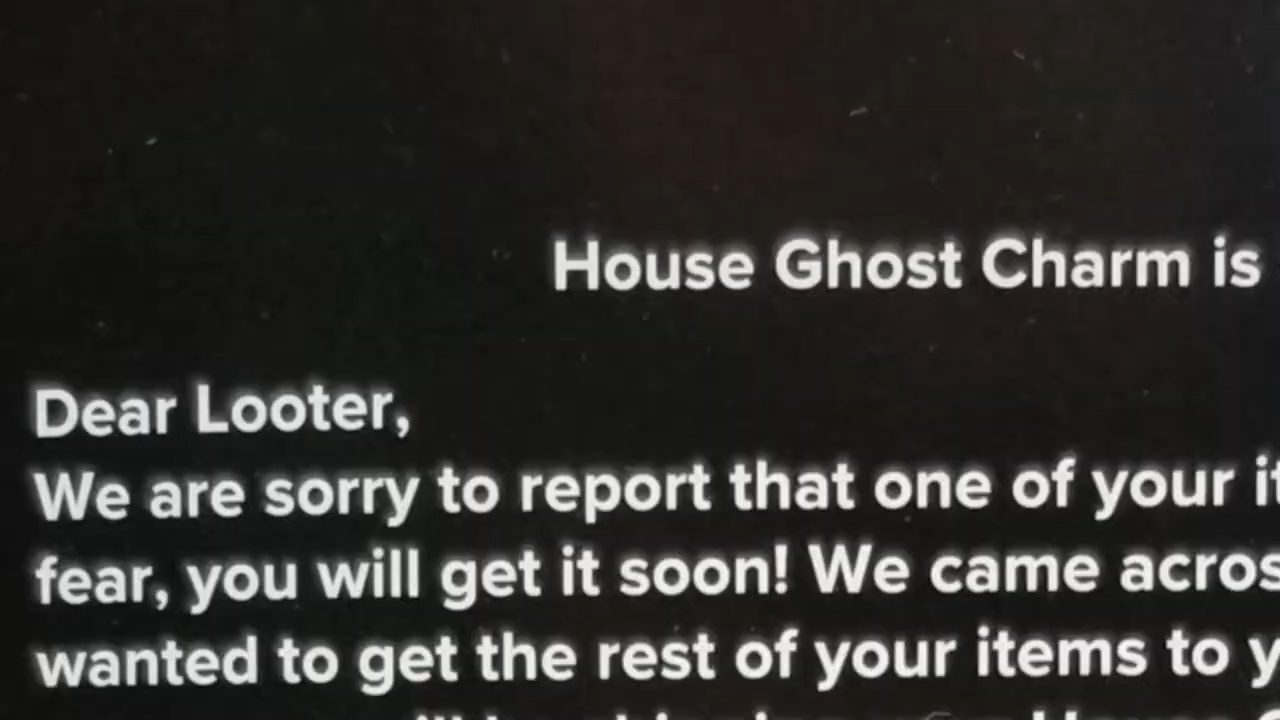 House Ghost Charm is
Dear Looter,
We are sorry to report that one of your
fear, you will get it soon! We came
wanted to get the rest of your items to